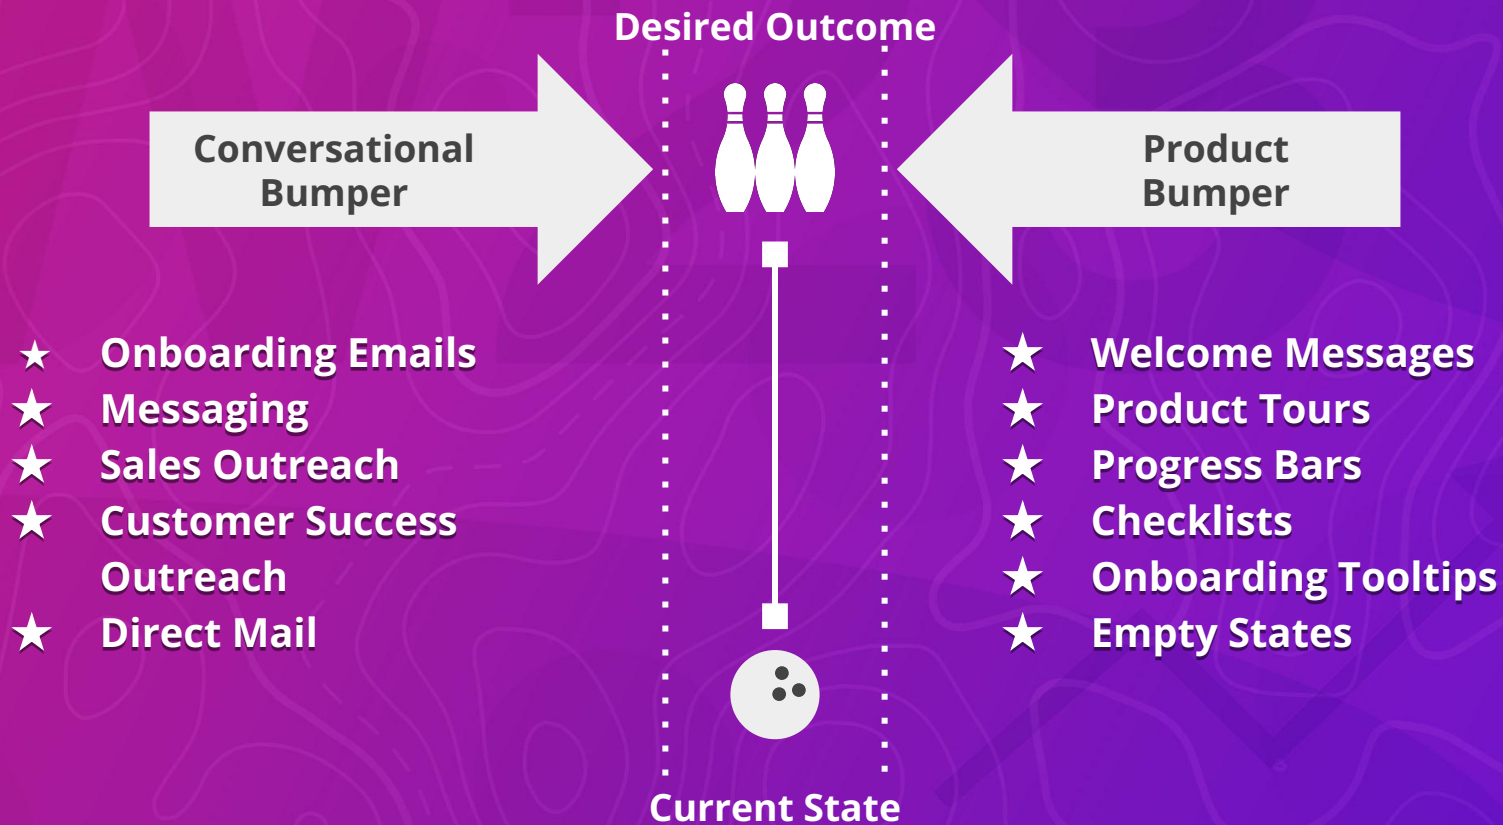 Desired Outcome
Conversational
Bumper
Product
Bumper
Onboarding Emails
Messaging
Sales Outreach
Customer Success
Outreach
Direct Mail
Welcome Messages
Product Tours
Progress Bars
Checklists
Onboarding Tooltips
Empty States
Current State